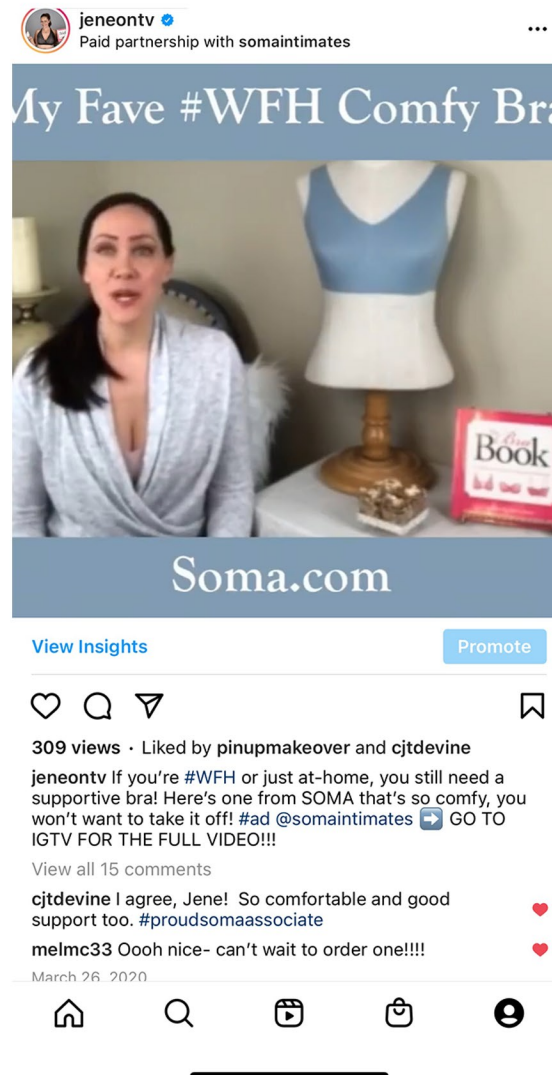 jeneontv
Paid partnership with somaintimates
My Fave #WFH Comfy Bra
Book
Soma.com
View Insights
Promote
309 views · Liked by pinupmakeover and cjtdevine
jeneontv If you're #WFH or just at-home, you still need a
supportive bra! Here's one from SOMA that's so comfy, you
won't want to take it off! #ad @somaintimates ➡️ GO TO
IGTV FOR THE FULL VIDEO!!!
View all 15 comments
cjtdevine I agree, Jene!  So comfortable and good
support too. #proudsomaassociate
melmc33 Oooh nice- can't wait to order one!!!!
March 26, 2020